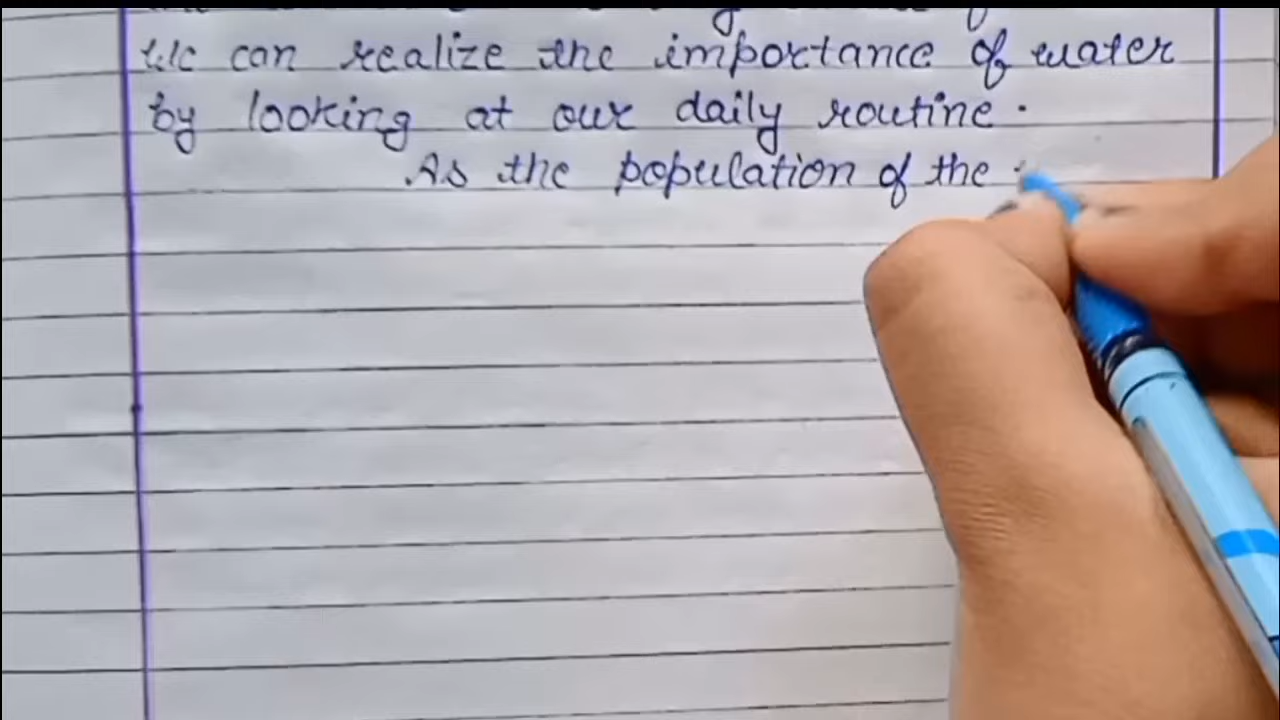 We can realize the importance of water
by looking at our daily routine.
As the population of the